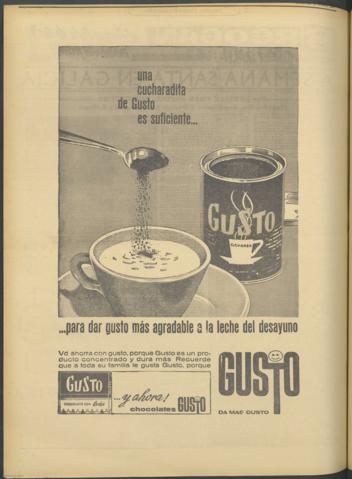 una
cucharadita
de Gusto
es suficiente...
GUSTO
...para dar gusto más agradable a la leche del desayuno
Vd. ahorra con gusto, porque Gusto es un pro-
ducto concentrado y dura más. Recuerde
que a toda su familia le gusta Gusto, porque
GUSTO
DA MAS GUSTO
GUSTO
...y ahora!
chocolates GUSTO